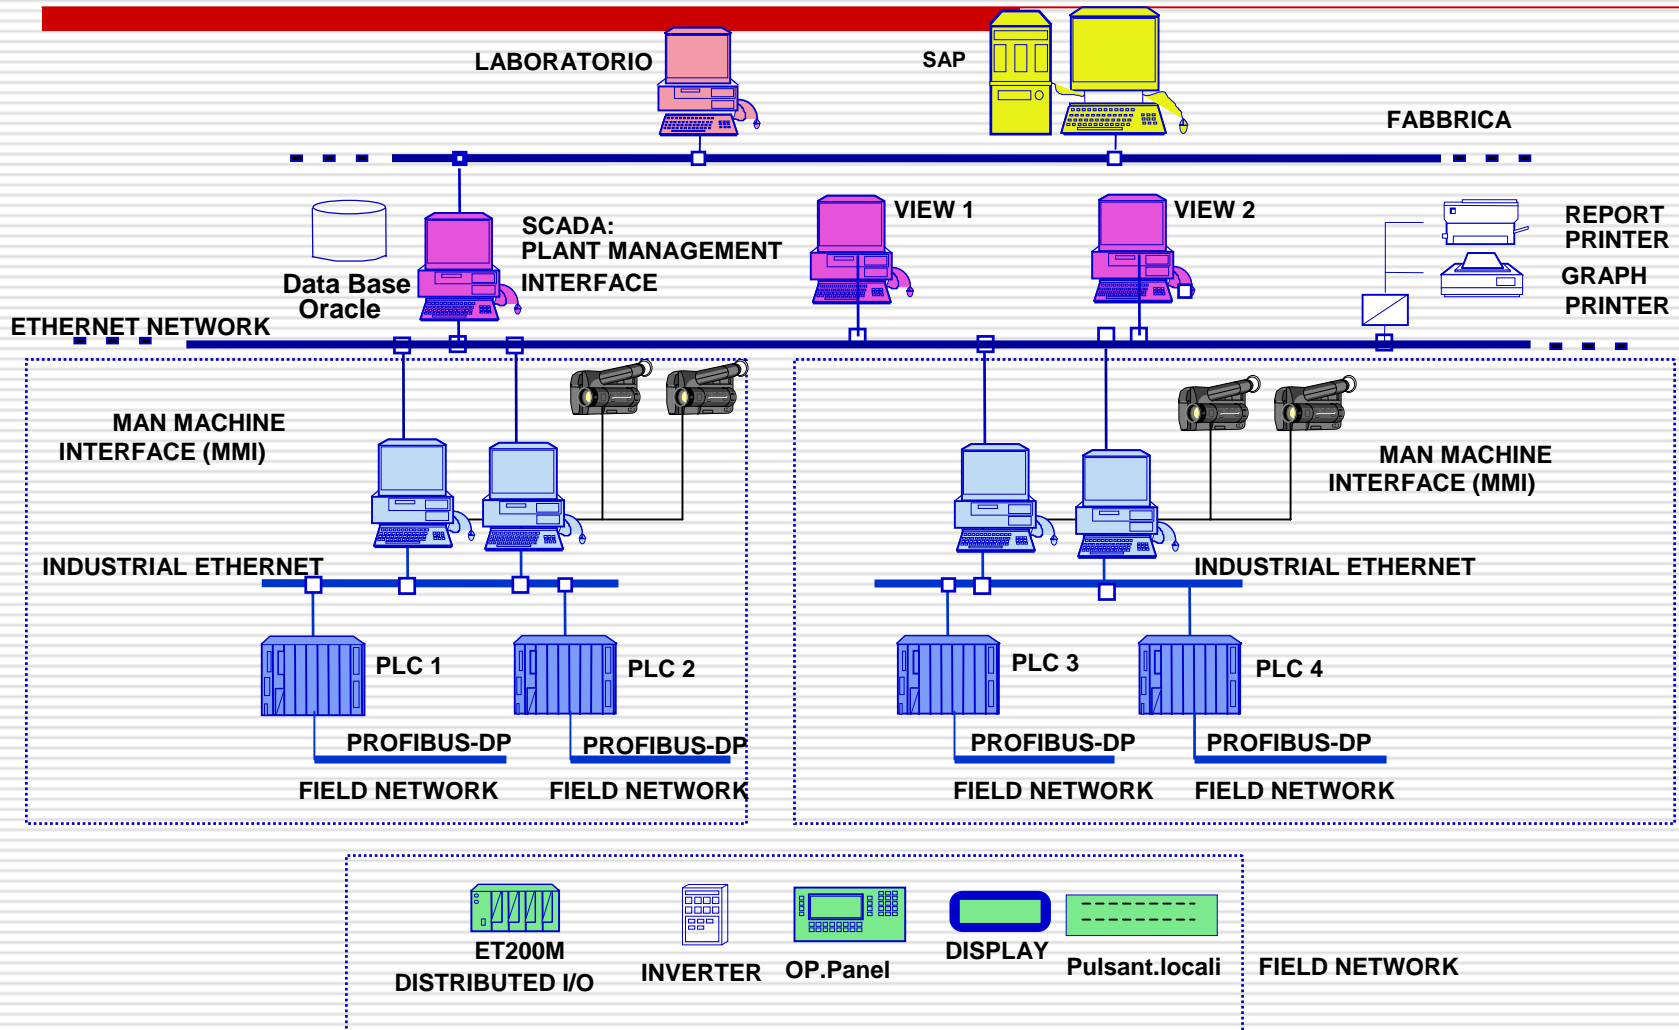 LABORATORIO
SAP
FABBRICA
SCADA:
PLANT MANAGEMENT
INTERFACE
VIEW 1
VIEW 2
REPORT
PRINTER
GRAPH
PRINTER
Data Base
Oracle
ETHERNET NETWORK
MAN MACHINE
INTERFACE (MMI)
MAN MACHINE
INTERFACE (MMI)
INDUSTRIAL ETHERNET
INDUSTRIAL ETHERNET
PLC 1
PLC 2
PLC 3
PLC 4
PROFIBUS-DP
PROFIBUS-DP
PROFIBUS-DP
PROFIBUS-DP
FIELD NETWORK
FIELD NETWORK
FIELD NETWORK
FIELD NETWORK
ET200M
DISTRIBUTED I/O
INVERTER
OP.Panel
DISPLAY
Pulsant.locali
FIELD NETWORK